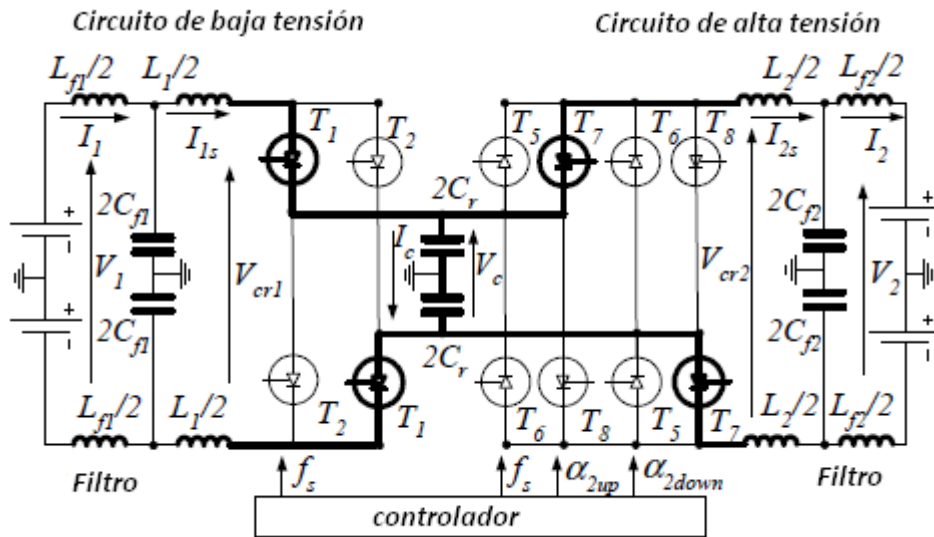 Circuito de baja tensión
Circuito de alta tensión
L_f1/2 L_1/2
L_2/2 L_f2/2
I_1 I_1s
T_1 T_2 T_5 T_7 T_6 T_8
I_2s I_2
2C_f1 2C_r 2C_f2
+ - + -
V_1 V_cr1 I_c V_c V_cr2 V_2
+ - + -
2C_f1 2C_r 2C_f2
L_f1/2 L_1/2 T_2 T_1 T_6 T_8 T_5 T_7 L_2/2 L_f2/2
Filtro f_s f_s α_2up α_2down Filtro
controlador